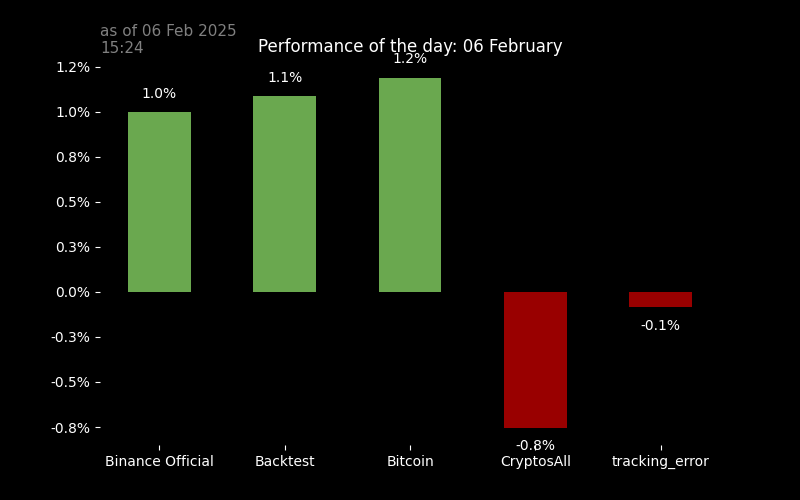 as of 06 Feb 2025
15:24
Performance of the day: 06 February
1.2%
1.0%
0.8%
0.5%
0.3%
0.0%
-0.3%
-0.5%
-0.8%
1.0%
1.1%
1.2%
-0.8%
-0.1%
Binance Official
Backtest
Bitcoin
CryptosAll
tracking_error